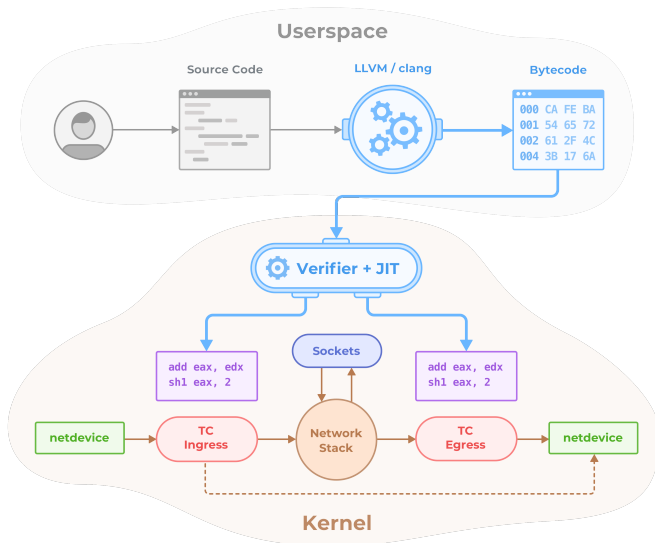 Userspace
Source Code
LLVM / clang
Bytecode
000 CA FE BA
001 54 65 72
002 61 2F 4C
004 3B 17 6A
Verifier + JIT
add eax, edx
sh1 eax, 2
Sockets
add eax, edx
sh1 eax, 2
netdevice
TC
Ingress
Network
Stack
TC
Egress
netdevice
Kernel